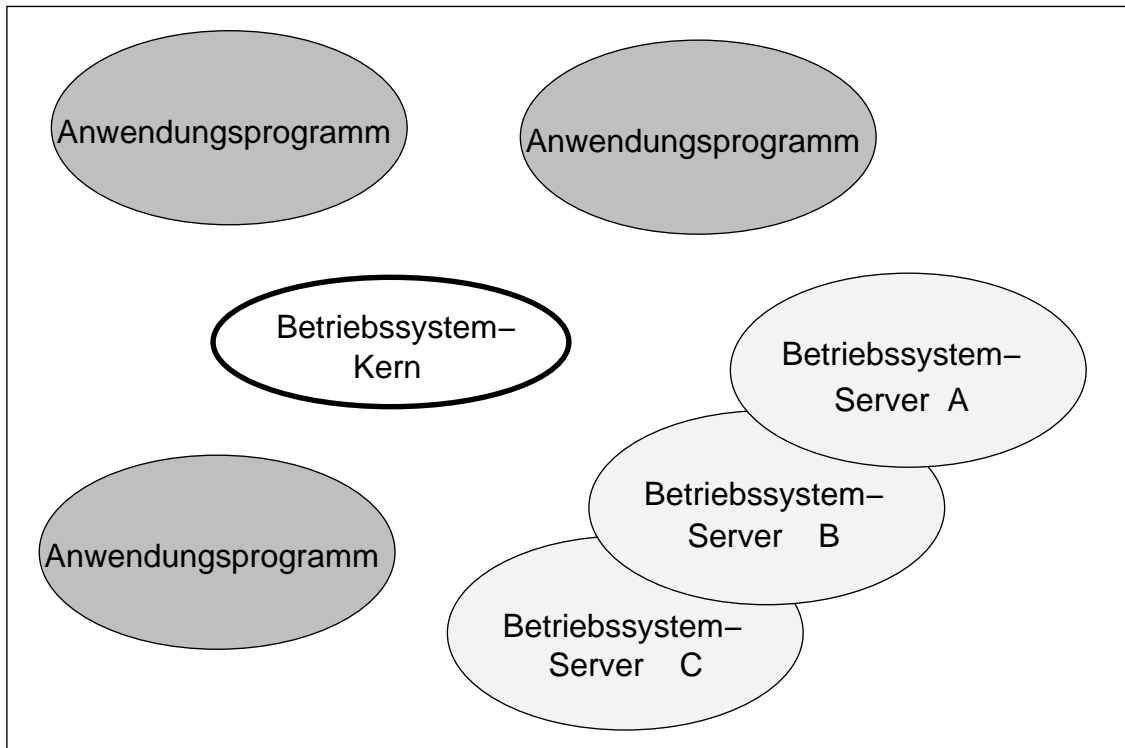 Anwendungsprogramm
Anwendungsprogramm
Betriebssystem–
Kern
Betriebssystem–
Server A
Betriebssystem–
Server B
Anwendungsprogramm
Betriebssystem–
Server C